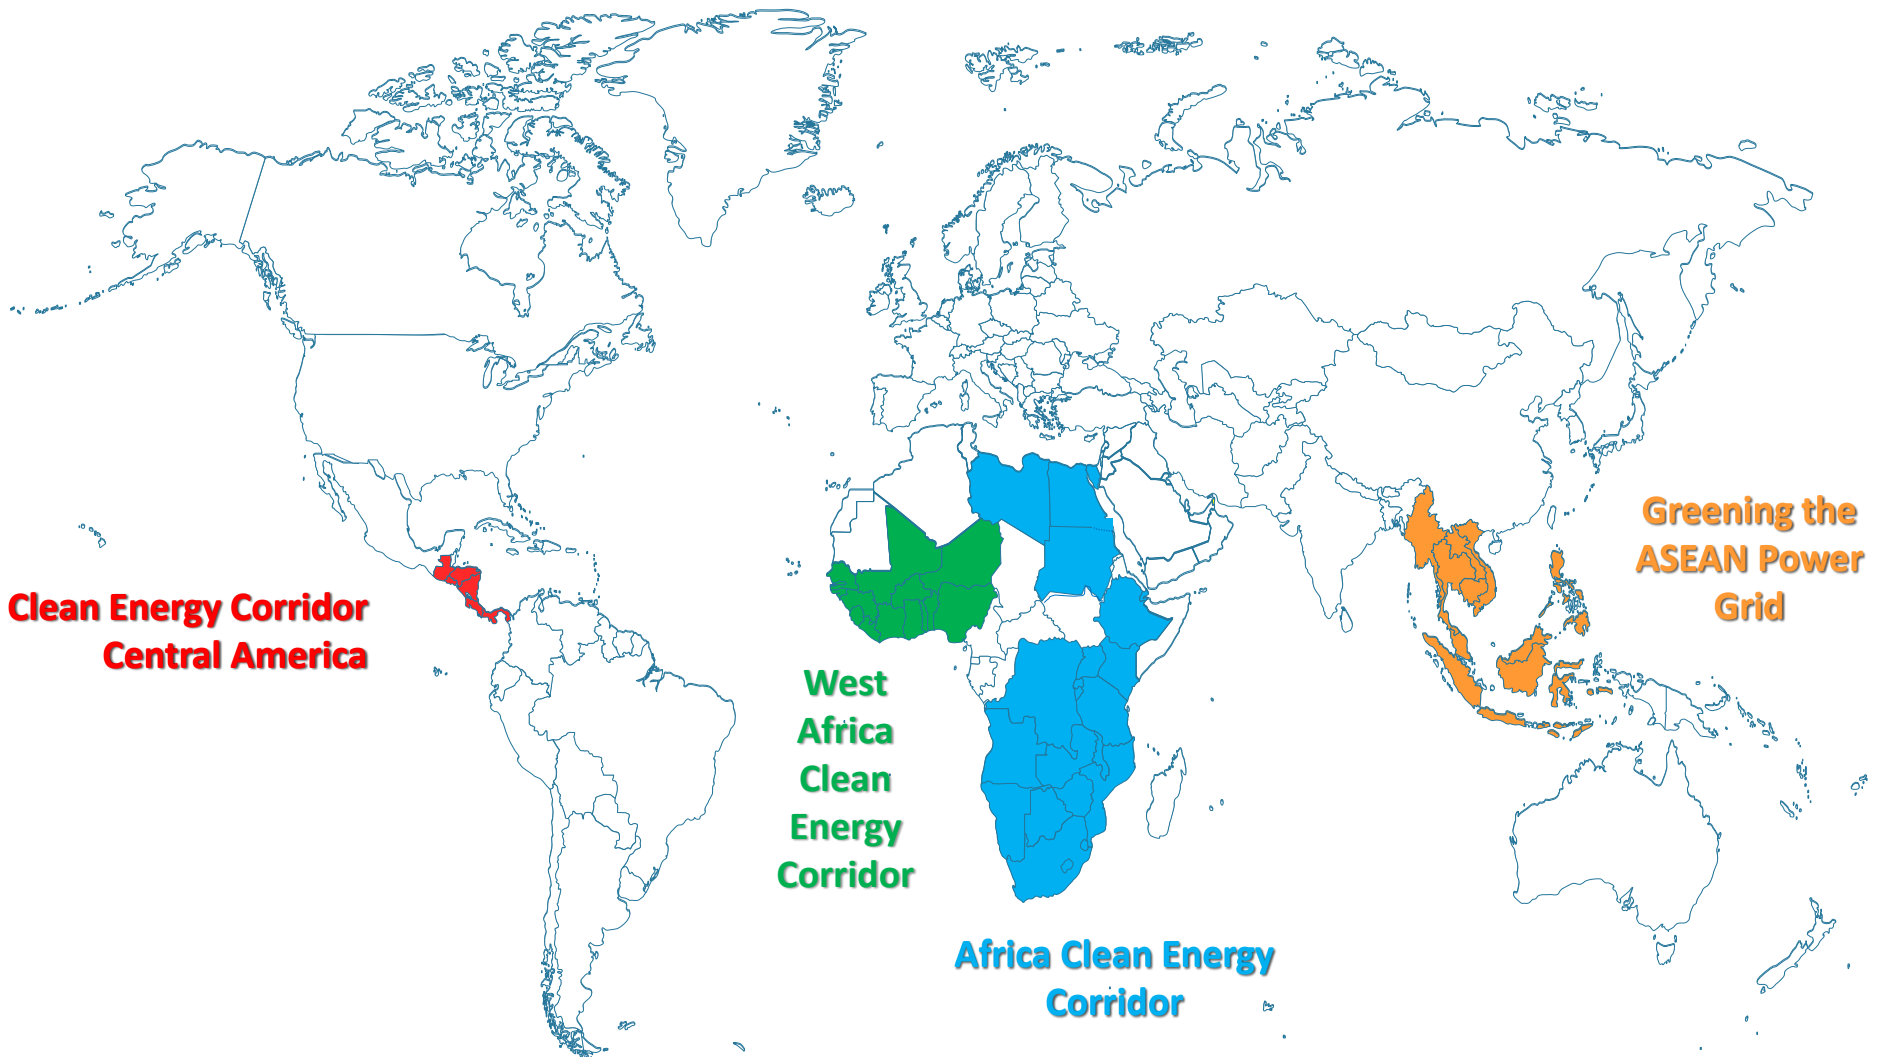 Clean Energy Corridor
Central America
West
Africa
Clean
Energy
Corridor
Africa Clean Energy
Corridor
Greening the
ASEAN Power
Grid